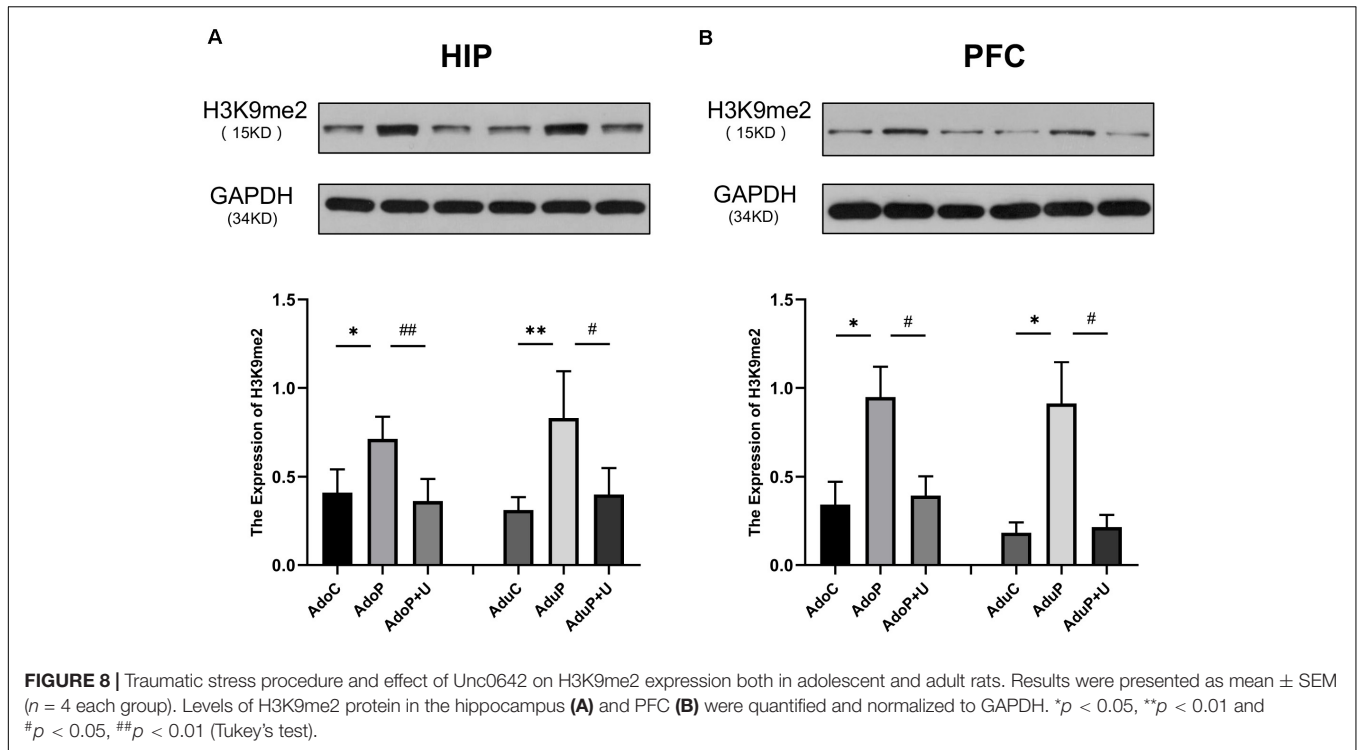 A
HIP
H3K9me2
( 15KD )
GAPDH
(34KD)
The Expression of H3K9me2
1.5
1.0
0.5
0.0
*
##
**
#
AdoC
AdoP
AdoP+U
AduC
AduP
AduP+U
B
PFC
H3K9me2
( 15KD )
GAPDH
(34KD)
The Expression of H3K9me2
1.5
1.0
0.5
0.0
*
#
*
#
AdoC
AdoP
AdoP+U
AduC
AduP
AduP+U
FIGURE 8 | Traumatic stress procedure and effect of Unc0642 on H3K9me2 expression both in adolescent and adult rats. Results were presented as mean ± SEM
(n = 4 each group). Levels of H3K9me2 protein in the hippocampus (A) and PFC (B) were quantified and normalized to GAPDH. *p < 0.05, **p < 0.01 and
#p < 0.05, ##p < 0.01 (Tukey's test).